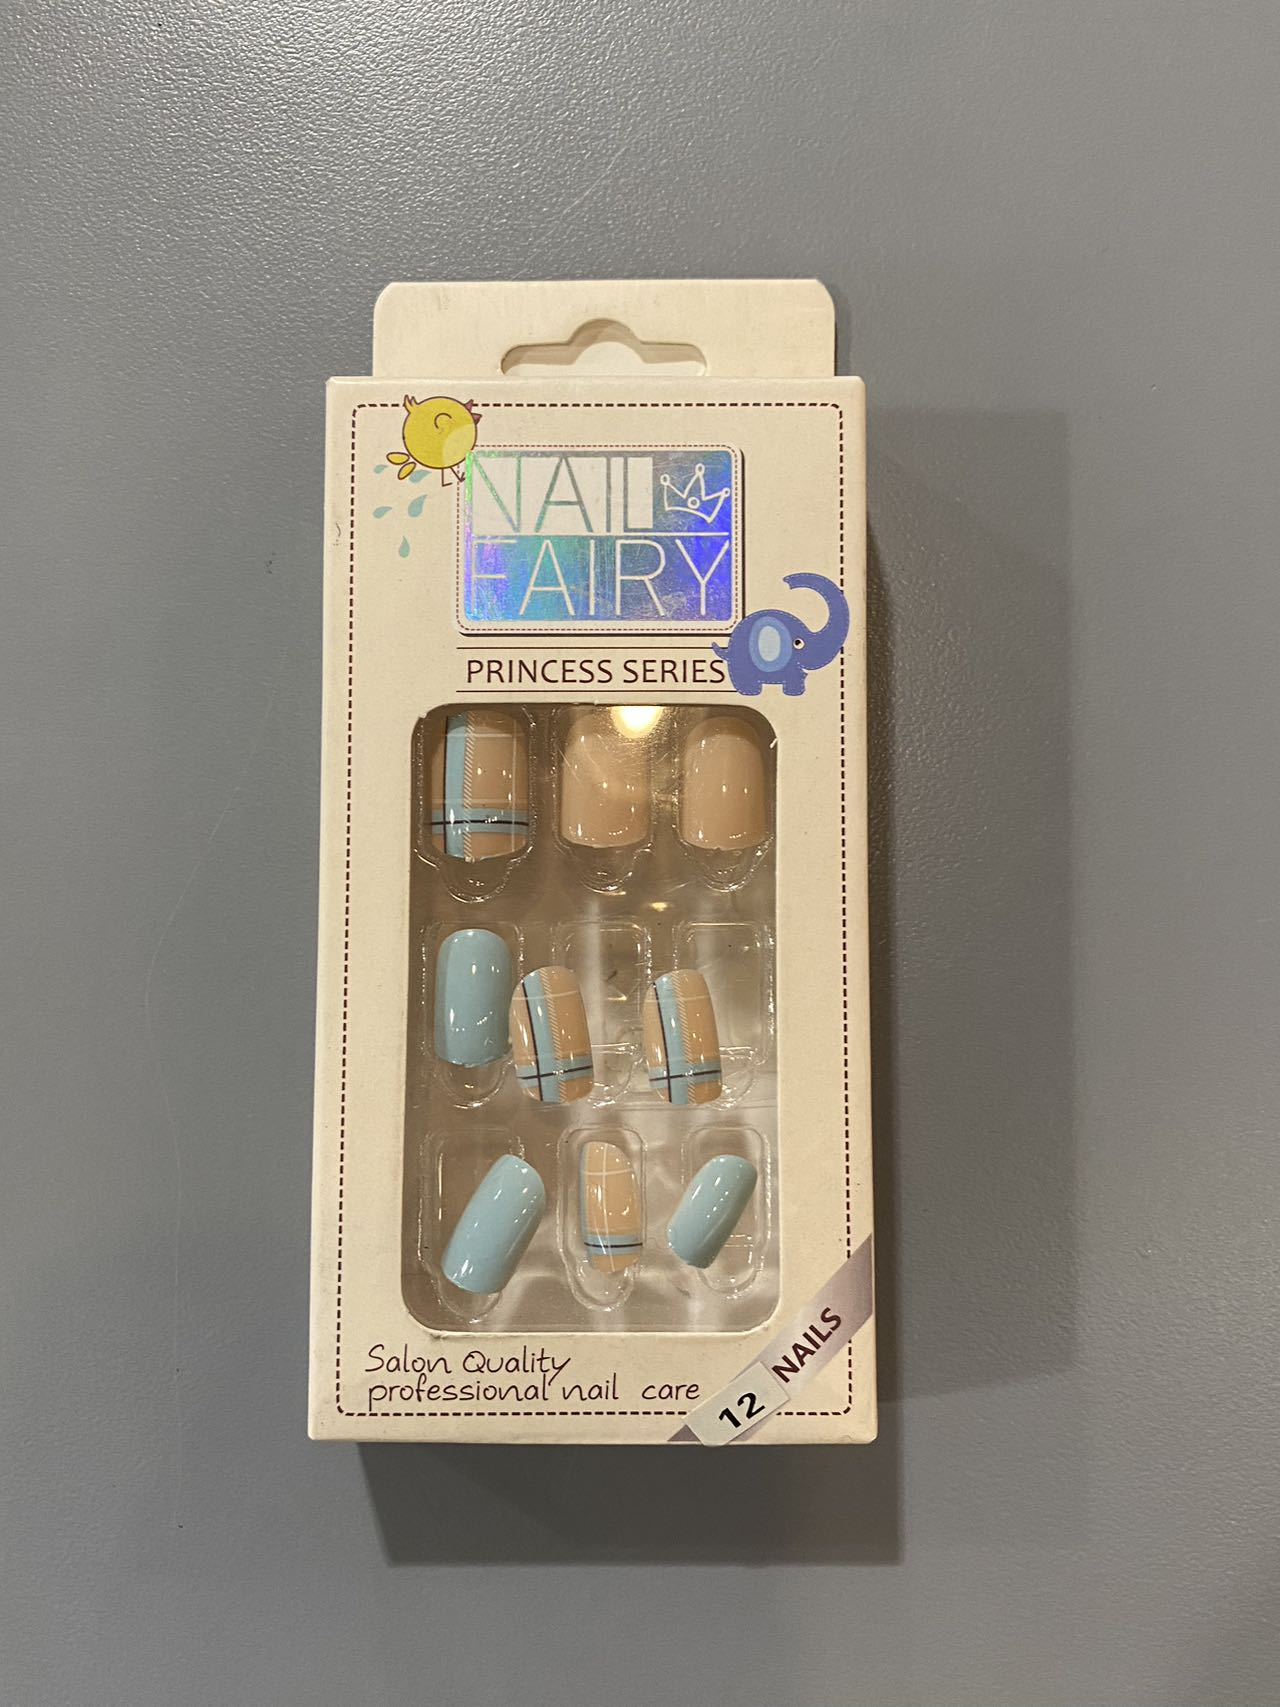 NAIL
FAIRY
PRINCESS SERIES
Salon Quality
professional nail care
12 NAILS